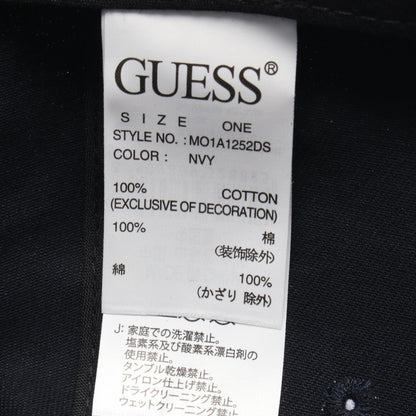 GUESS®
SIZE ONE
STYLE NO.: MO1A1252DS
COLOR: NVY
100% COTTON
(EXCLUSIVE OF DECORATION)
100% 棉
(装饰除外)
綿 100%
(かざり 除外)
J: 家庭での洗濯禁止。
塩素系及び酸素系漂白剤の
使用禁止。
タンブル乾燥禁止。
アイロン仕上げ禁止。
ドライクリーニング禁止。
ウェットクリーニング禁止。